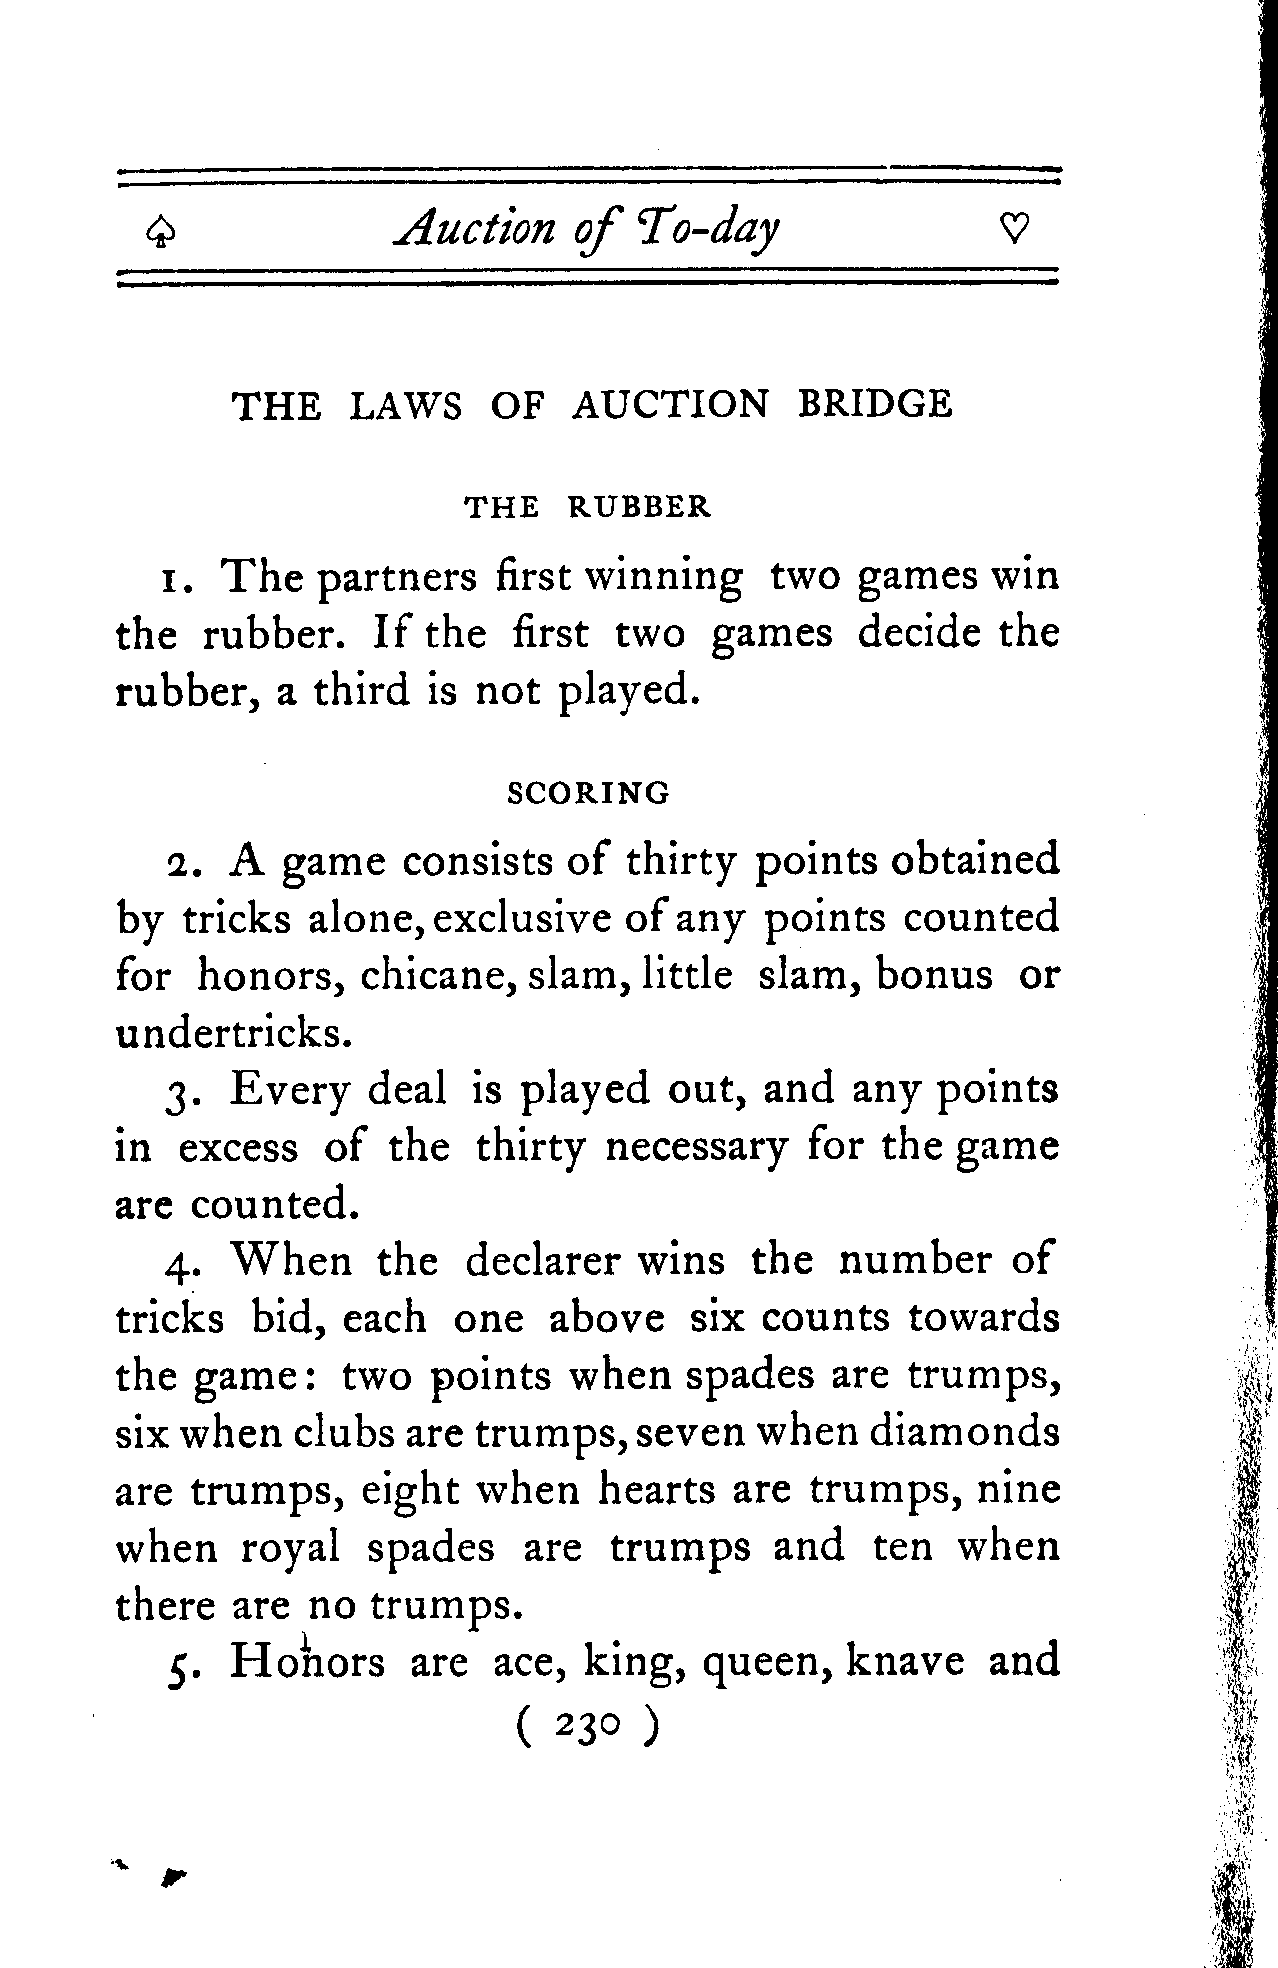 ♤ Auction of To-day ♡
THE LAWS OF AUCTION BRIDGE
THE RUBBER
1. The partners first winning two games win
the rubber. If the first two games decide the
rubber, a third is not played.
SCORING
2. A game consists of thirty points obtained
by tricks alone, exclusive of any points counted
for honors, chicane, slam, little slam, bonus or
undertricks.
3. Every deal is played out, and any points
in excess of the thirty necessary for the game
are counted.
4. When the declarer wins the number of
tricks bid, each one above six counts towards
the game: two points when spades are trumps,
six when clubs are trumps, seven when diamonds
are trumps, eight when hearts are trumps, nine
when royal spades are trumps and ten when
there are no trumps.
5. Honors are ace, king, queen, knave and
( 230 )